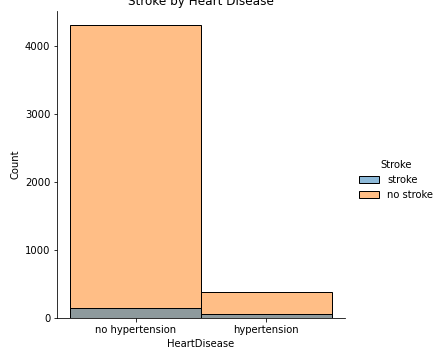 Stroke by Heart Disease
4000
3000
2000
1000
0
Count
no hypertension
hypertension
HeartDisease
Stroke
stroke
no stroke